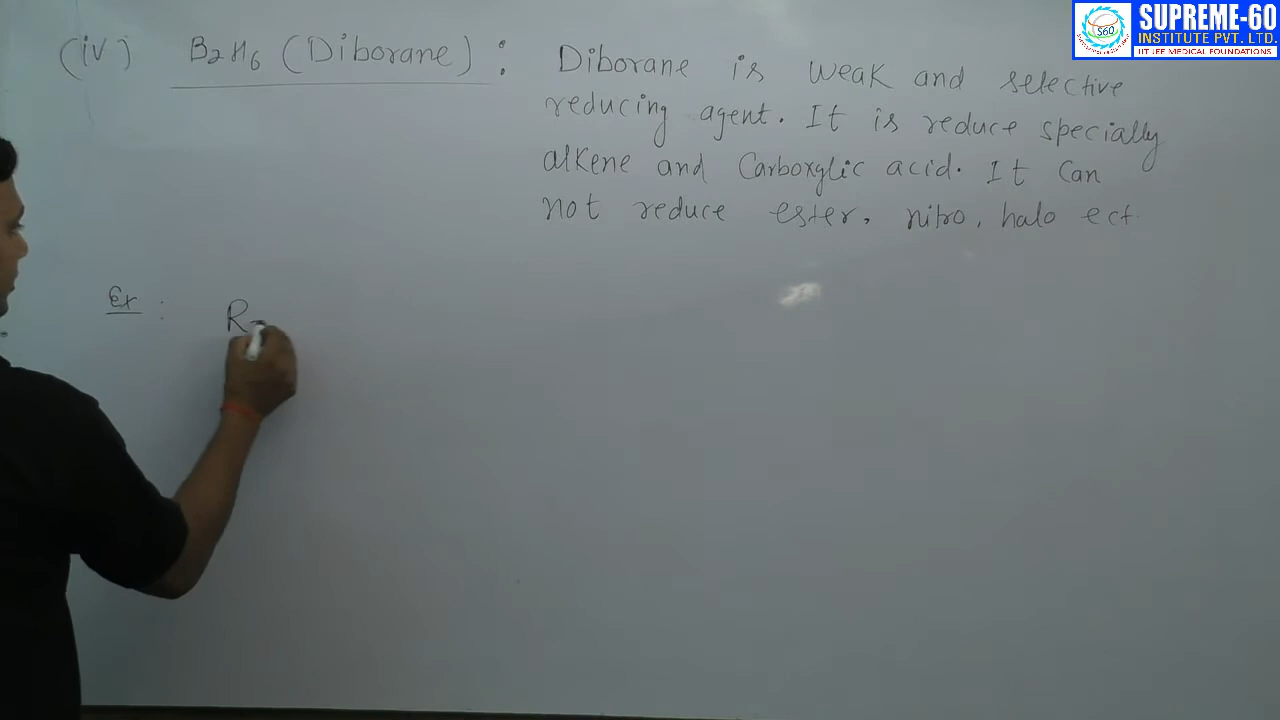 SUPREME-60
INSTITUTE PVT. LTD.
IIT JEE MEDICAL FOUNDATIONS
S60
(iv) B2H6 (Diborane) : Diborane is weak and selective
reducing agent. It is reduce specially
alkene and Carboxylic acid. It Can
not reduce ester, nitro, halo ect.
Ex : R-